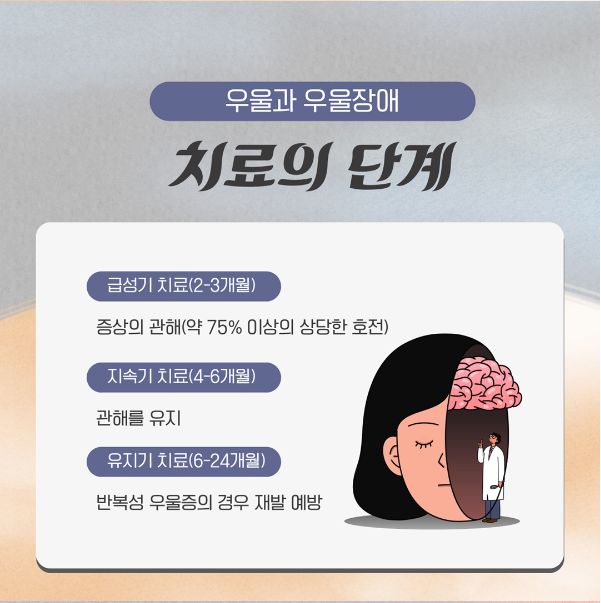 우울과 우울장애
치료의 단계
급성기 치료(2-3개월)
증상의 관해(약 75% 이상의 상당한 호전)
지속기 치료(4-6개월)
관해를 유지
유지기 치료(6-24개월)
반복성 우울증의 경우 재발 예방